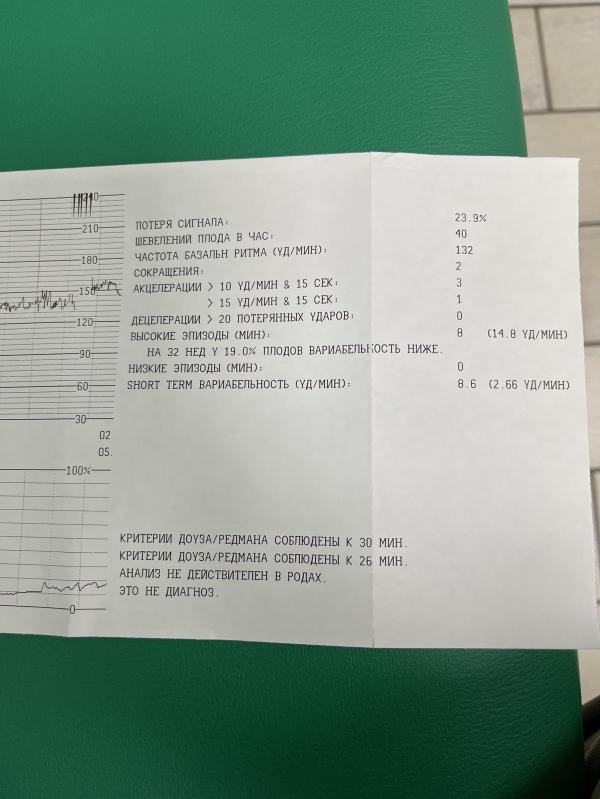 240
210
180
150
120
90
60
30
02
05.
100%
0
ПОТЕРЯ СИГНАЛА: 23.9%
ШЕВЕЛЕНИЙ ПЛОДА В ЧАС: 40
ЧАСТОТА БАЗАЛЬН РИТМА (УД/МИН): 132
СОКРАЩЕНИЯ: 2
АКЦЕЛЕРАЦИИ > 10 УД/МИН & 15 СЕК: 3
> 15 УД/МИН & 15 СЕК: 1
ДЕЦЕЛЕРАЦИИ > 20 ПОТЕРЯННЫХ УДАРОВ: 0
ВЫСОКИЕ ЭПИЗОДЫ (МИН): 8 (14.8 УД/МИН)
НА 32 НЕД У 19.0% ПЛОДОВ ВАРИАБЕЛЬНОСТЬ НИЖЕ.
НИЗКИЕ ЭПИЗОДЫ (МИН): 0
SHORT TERM ВАРИАБЕЛЬНОСТЬ (УД/МИН): 8.6 (2.66 УД/МИН)
КРИТЕРИИ ДОУЗА/РЕДМАНА СОБЛЮДЕНЫ К 30 МИН.
КРИТЕРИИ ДОУЗА/РЕДМАНА СОБЛЮДЕНЫ К 26 МИН.
АНАЛИЗ НЕ ДЕЙСТВИТЕЛЕН В РОДАХ.
ЭТО НЕ ДИАГНОЗ.